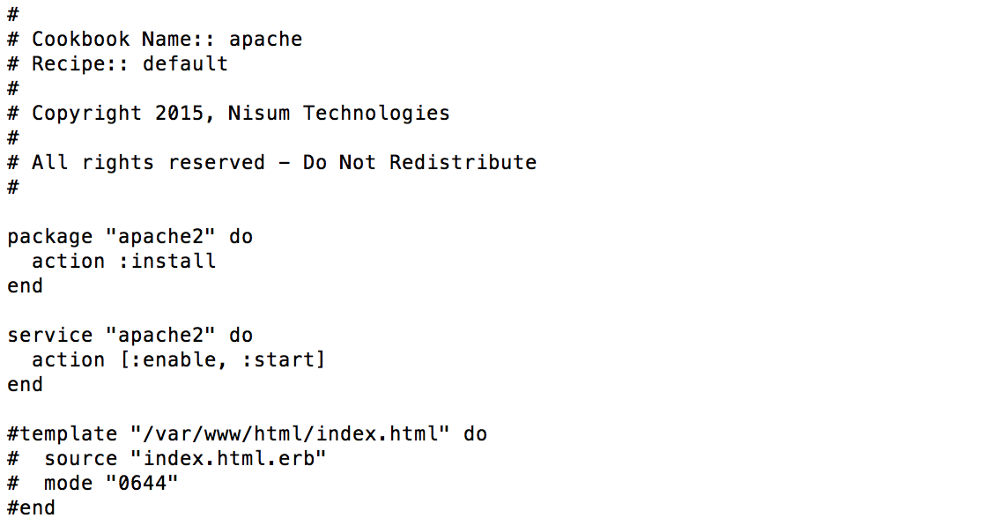 #
# Cookbook Name:: apache
# Recipe:: default
#
# Copyright 2015, Nisum Technologies
#
# All rights reserved - Do Not Redistribute
#

package "apache2" do
  action :install
end

service "apache2" do
  action [:enable, :start]
end

#template "/var/www/html/index.html" do
#  source "index.html.erb"
#  mode "0644"
#end